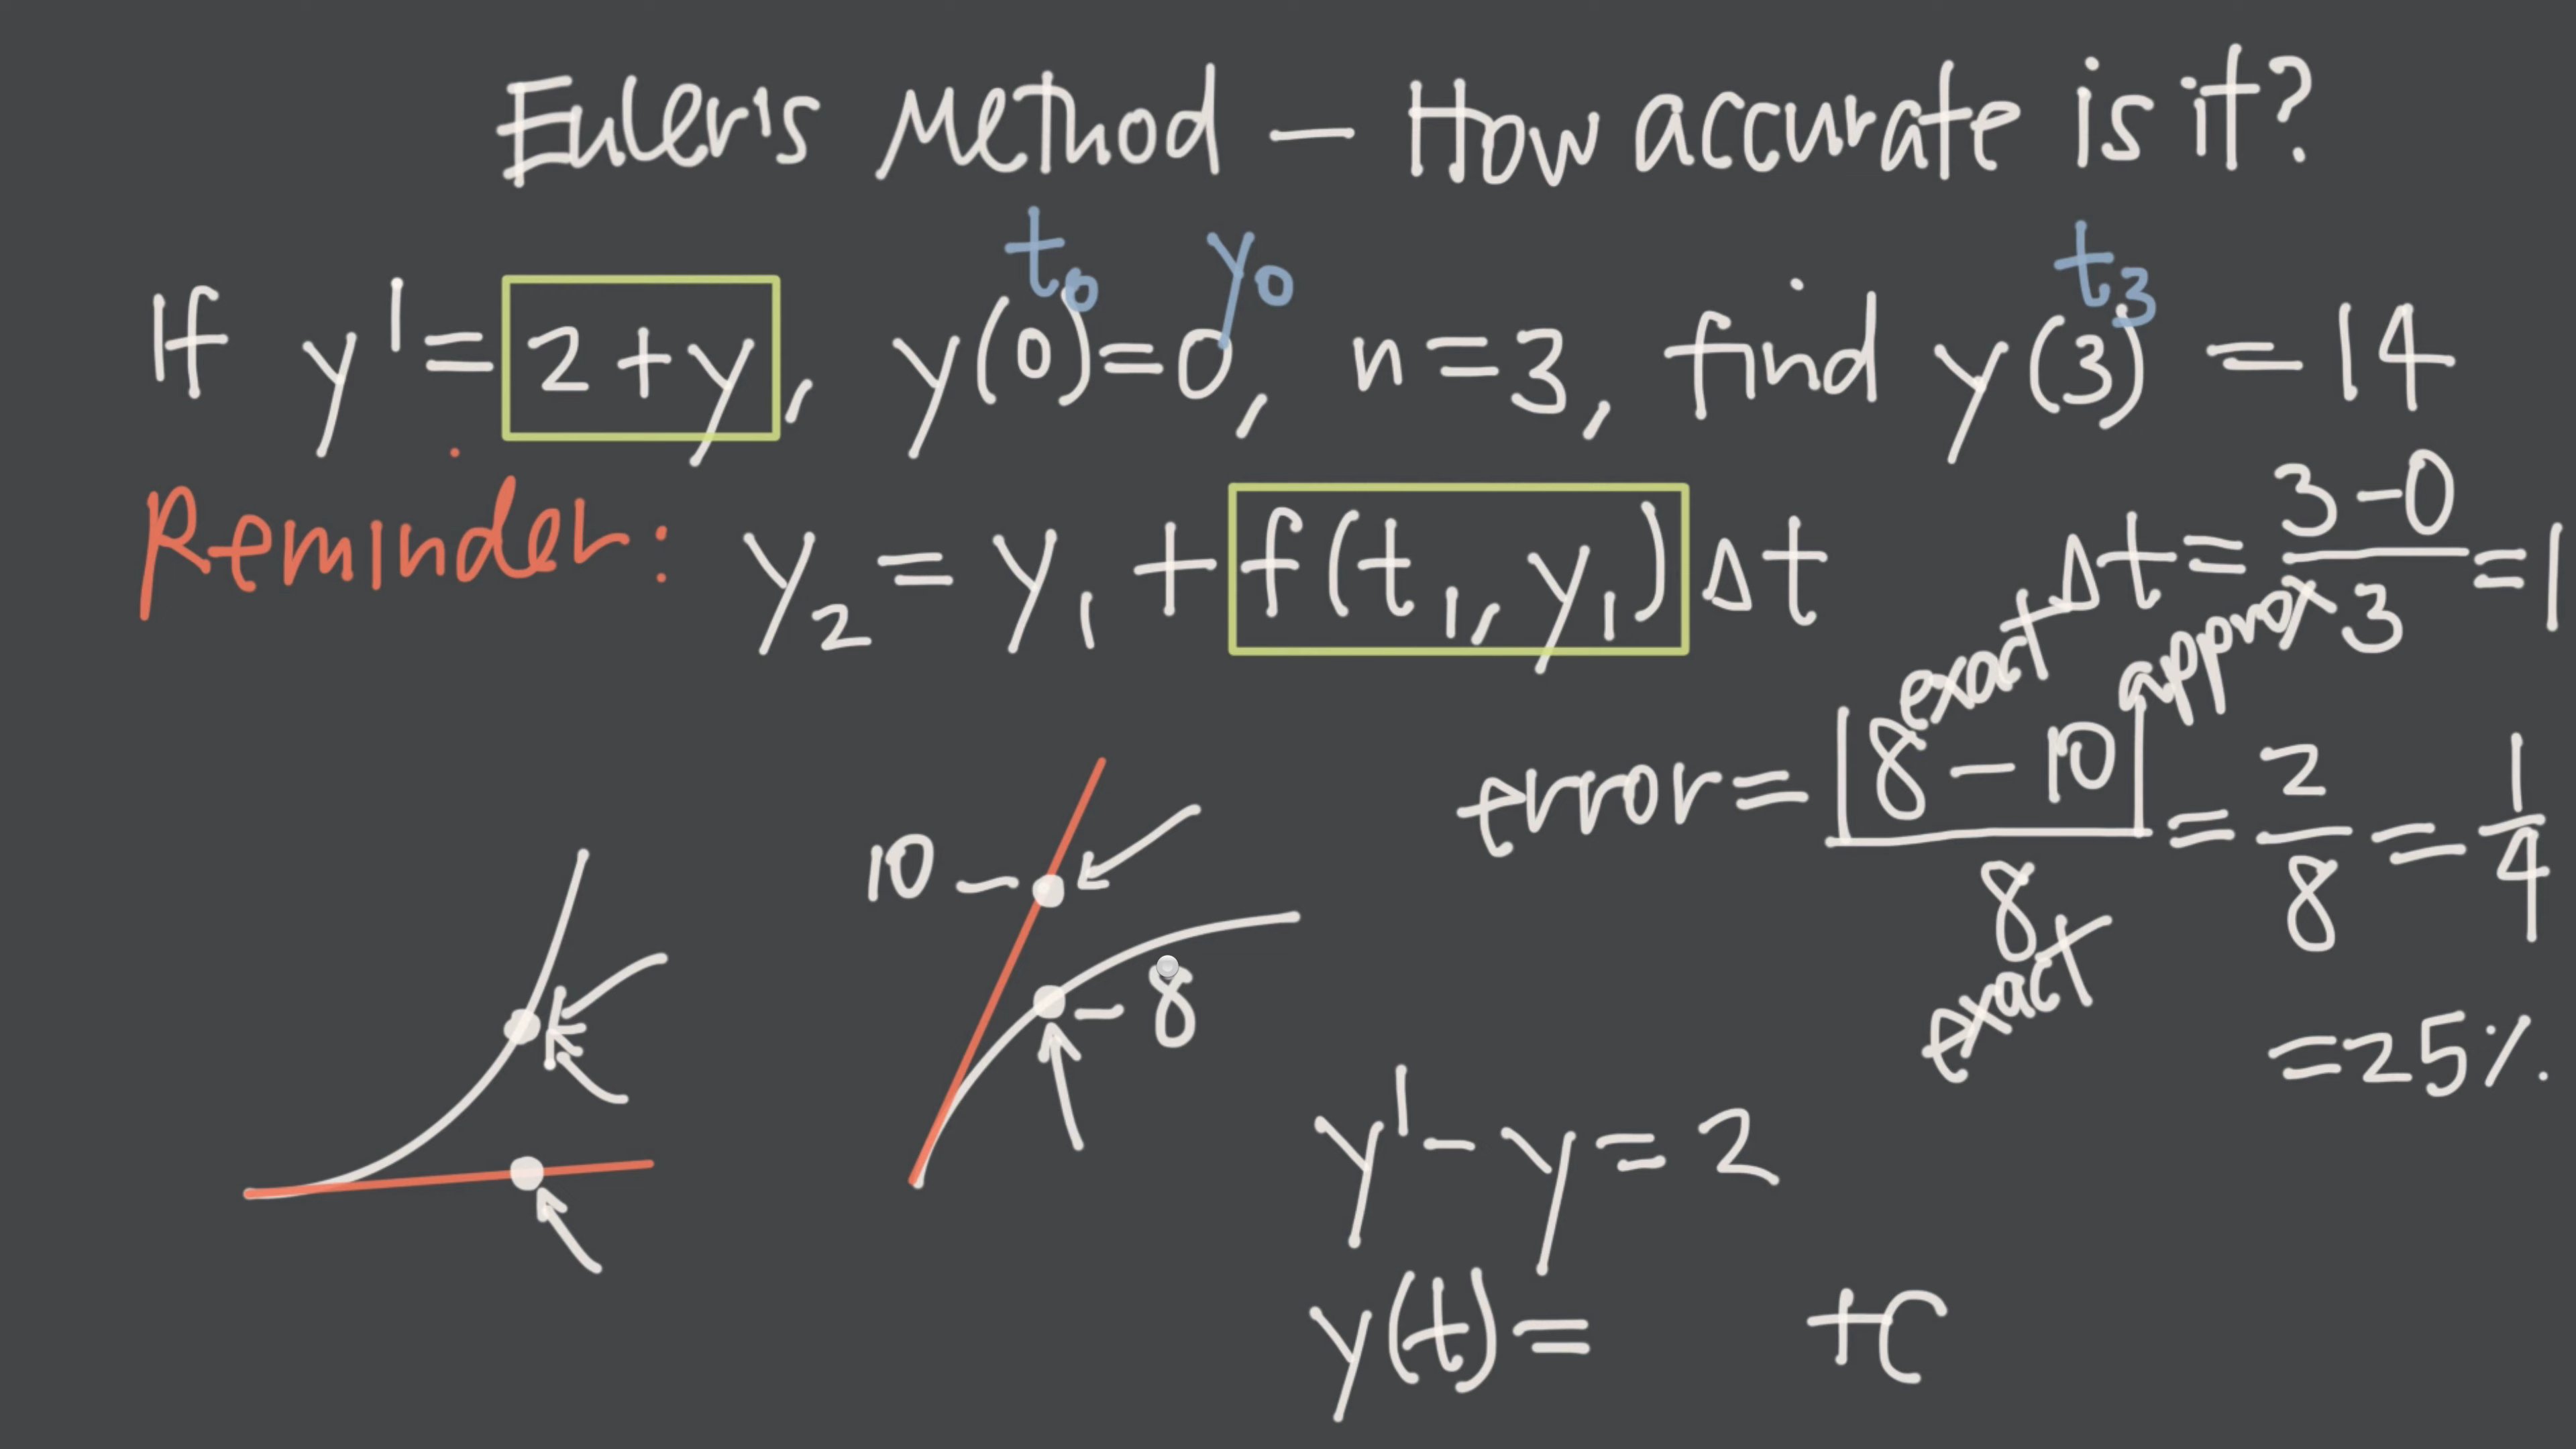 Euler's Method – How accurate is it?
t₀ y₀ t₃
If y' = 2+y, y(0)=0, n=3, find y(3) = 14
Reminder: y₂ = y₁ + f(t₁, y₁) Δt
Δt = (3-0)/3 = 1
exact approx
error = |8-10|/8 = 2/8 = 1/4
exact
= 25%.
10 –
– 8
y' - y = 2
y(t) = +C